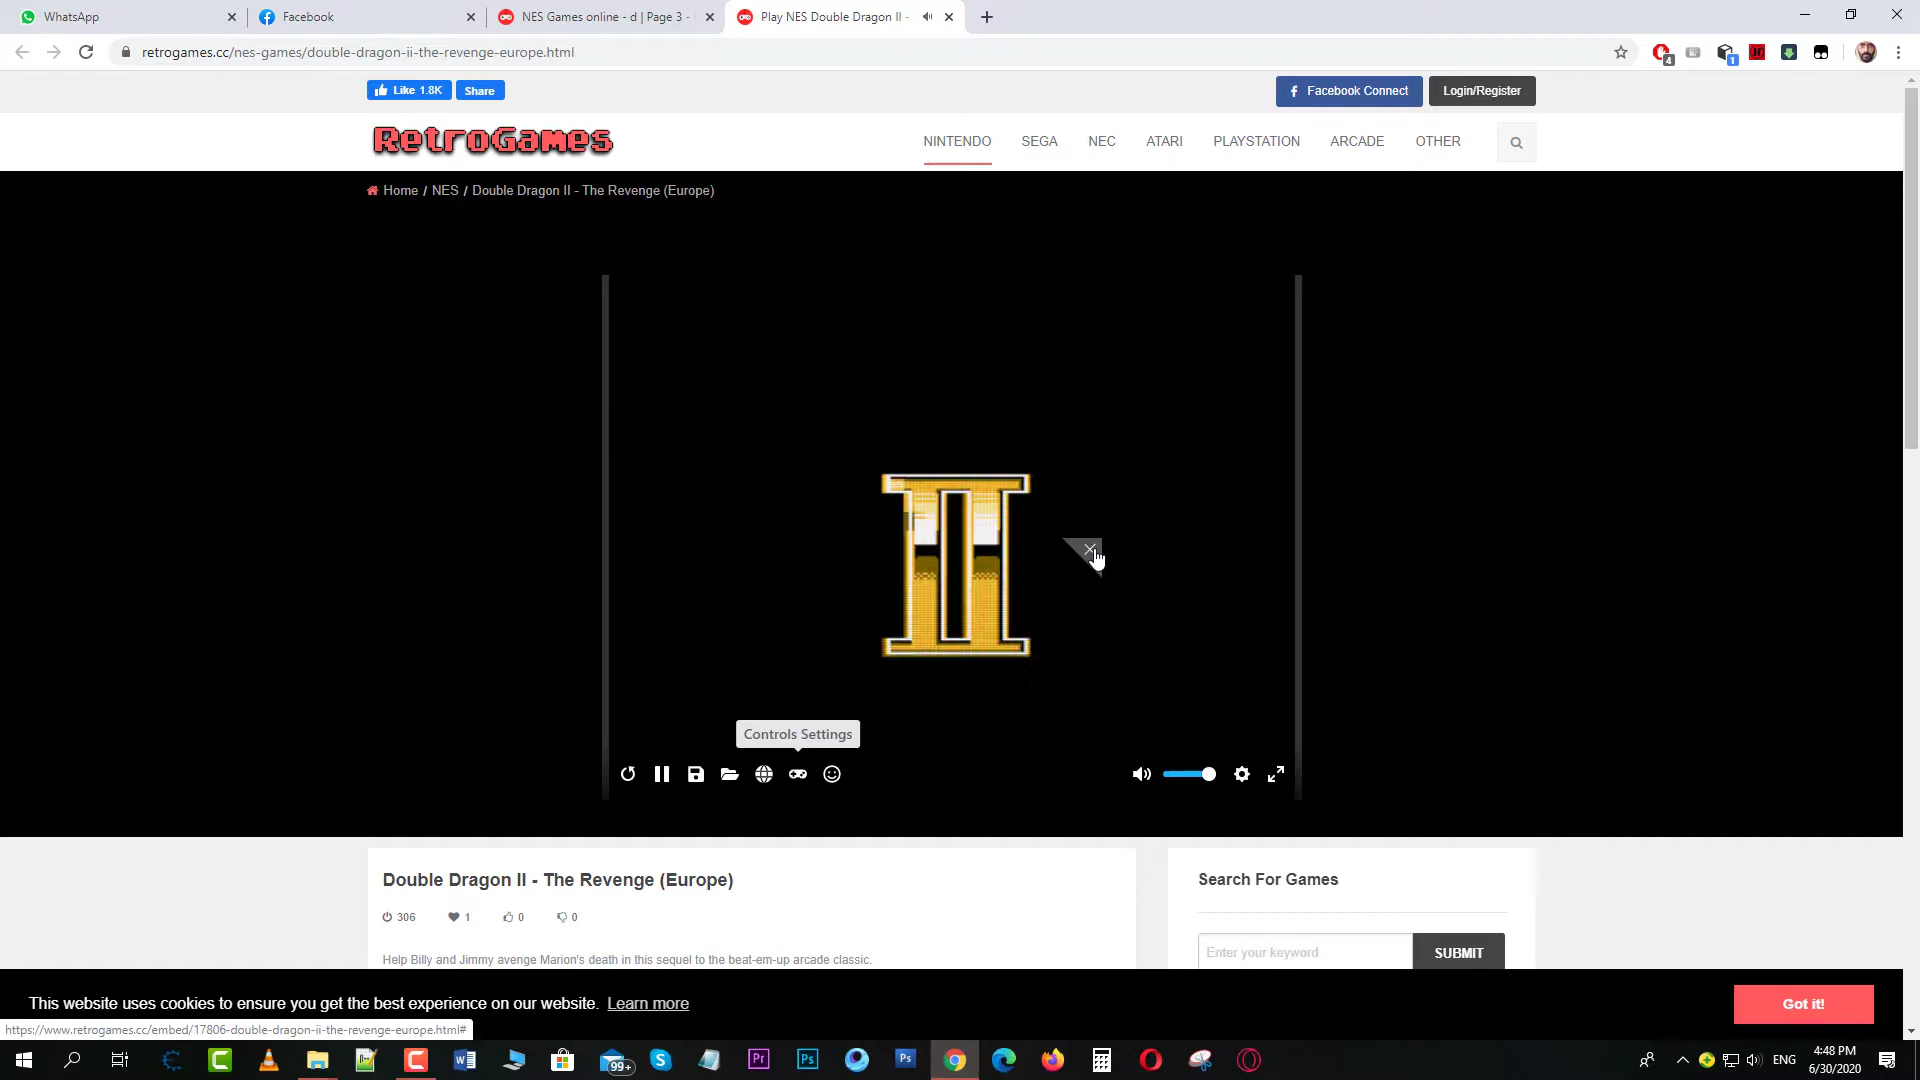 WhatsApp
Facebook
NES Games online - d | Page 3 -
Play NES Double Dragon II -
retrogames.cc/nes-games/double-dragon-ii-the-revenge-europe.html
4
1
Like 1.8K
Share
Facebook Connect
Login/Register
RetroGames
NINTENDO
SEGA
NEC
ATARI
PLAYSTATION
ARCADE
OTHER
Home / NES / Double Dragon II - The Revenge (Europe)
II
Controls Settings
Double Dragon II - The Revenge (Europe)
306
1
0
0
Help Billy and Jimmy avenge Marion's death in this sequel to the beat-em-up arcade classic.
Search For Games
Enter your keyword
SUBMIT
This website uses cookies to ensure you get the best experience on our website. Learn more
Got it!
https://www.retrogames.cc/embed/17806-double-dragon-ii-the-revenge-europe.html#
99+
Pr
Ps
Ps
ENG
4:48 PM
6/30/2020